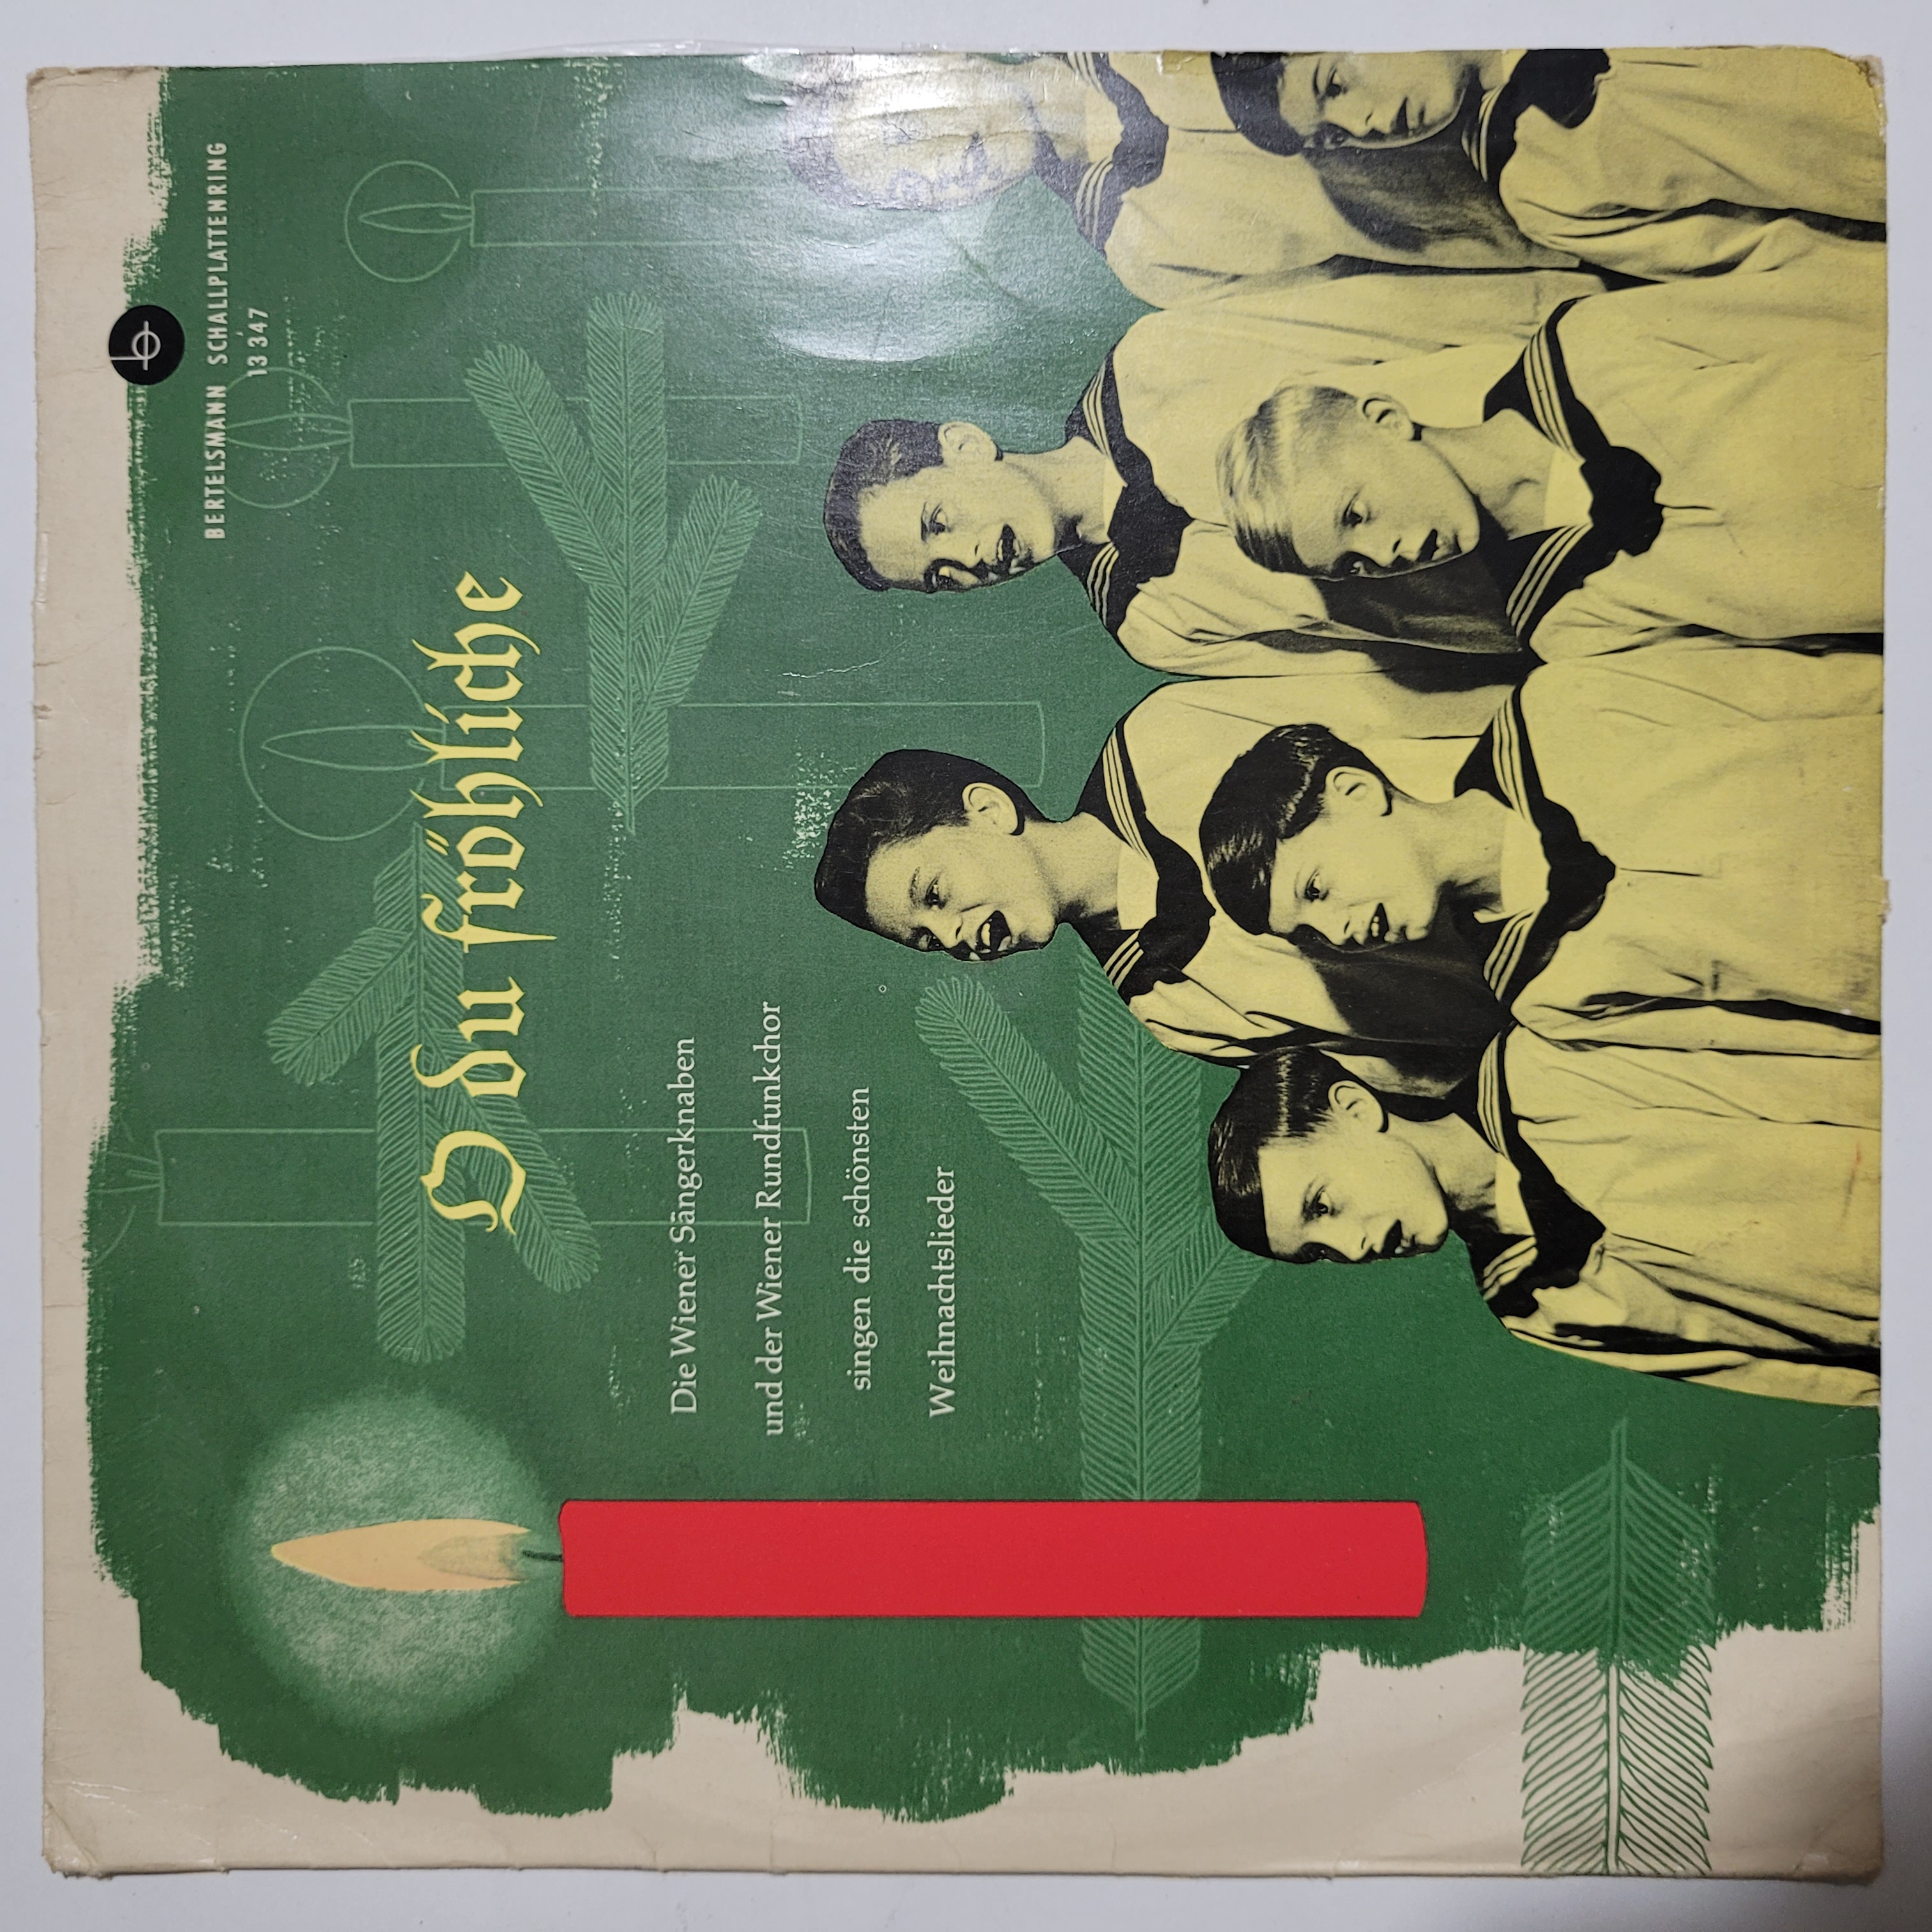 BERTELSMANN SCHALLPLATTENRING
13 347
O du fröhliche
Die Wiener Sängerknaben
und der Wiener Rundfunkchor
singen die schönsten
Weihnachtslieder